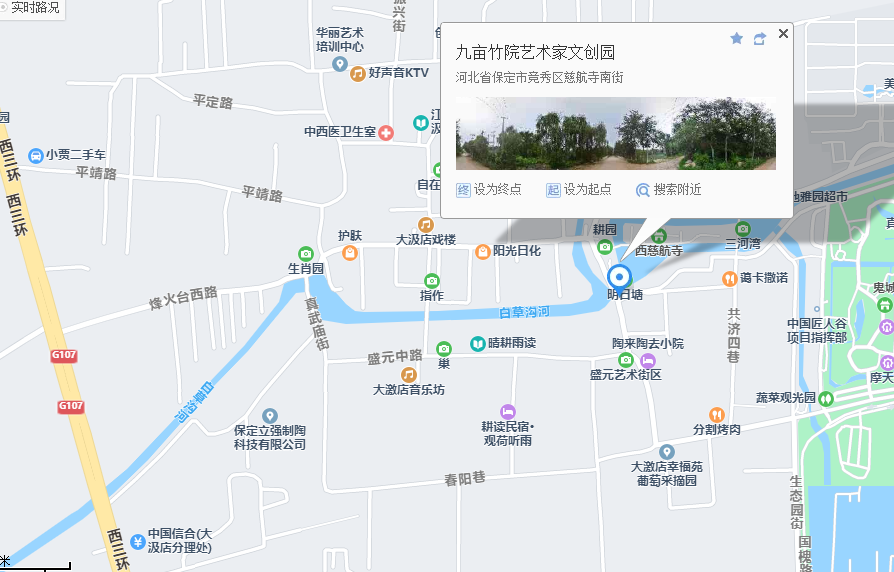 实时路况
振兴街
华丽艺术
培训中心
好声音KTV
平定路
中西医卫生室
小贾二手车
平靖路
平靖路
西三环
西三环
九亩竹院艺术家文创园
河北省保定市竞秀区慈航寺南街
终 设为终点
起 设为起点
搜索附近
自在
护肤
大汲店戏楼
阳光日化
耕园
西慈航寺
三河湾
地雅园超市
生肖园
指作
明日塘
蔼卡撒诺
鬼城
烽火台西路
真武庙街
白草沟河
共济四巷
中国匠人谷
项目指挥部
G107
盛元中路
巢
晴耕雨读
陶来陶去小院
盛元艺术街区
摩天
大激店音乐坊
白草沟河
G107
蔬菜观光园
耕读民宿·
观荷听雨
分割烤肉
保定立强制陶
科技有限公司
大激店幸福苑
葡萄采摘园
春阳巷
生态园街
中国信合(大
汲店分理处)
西三环
国槐路
米